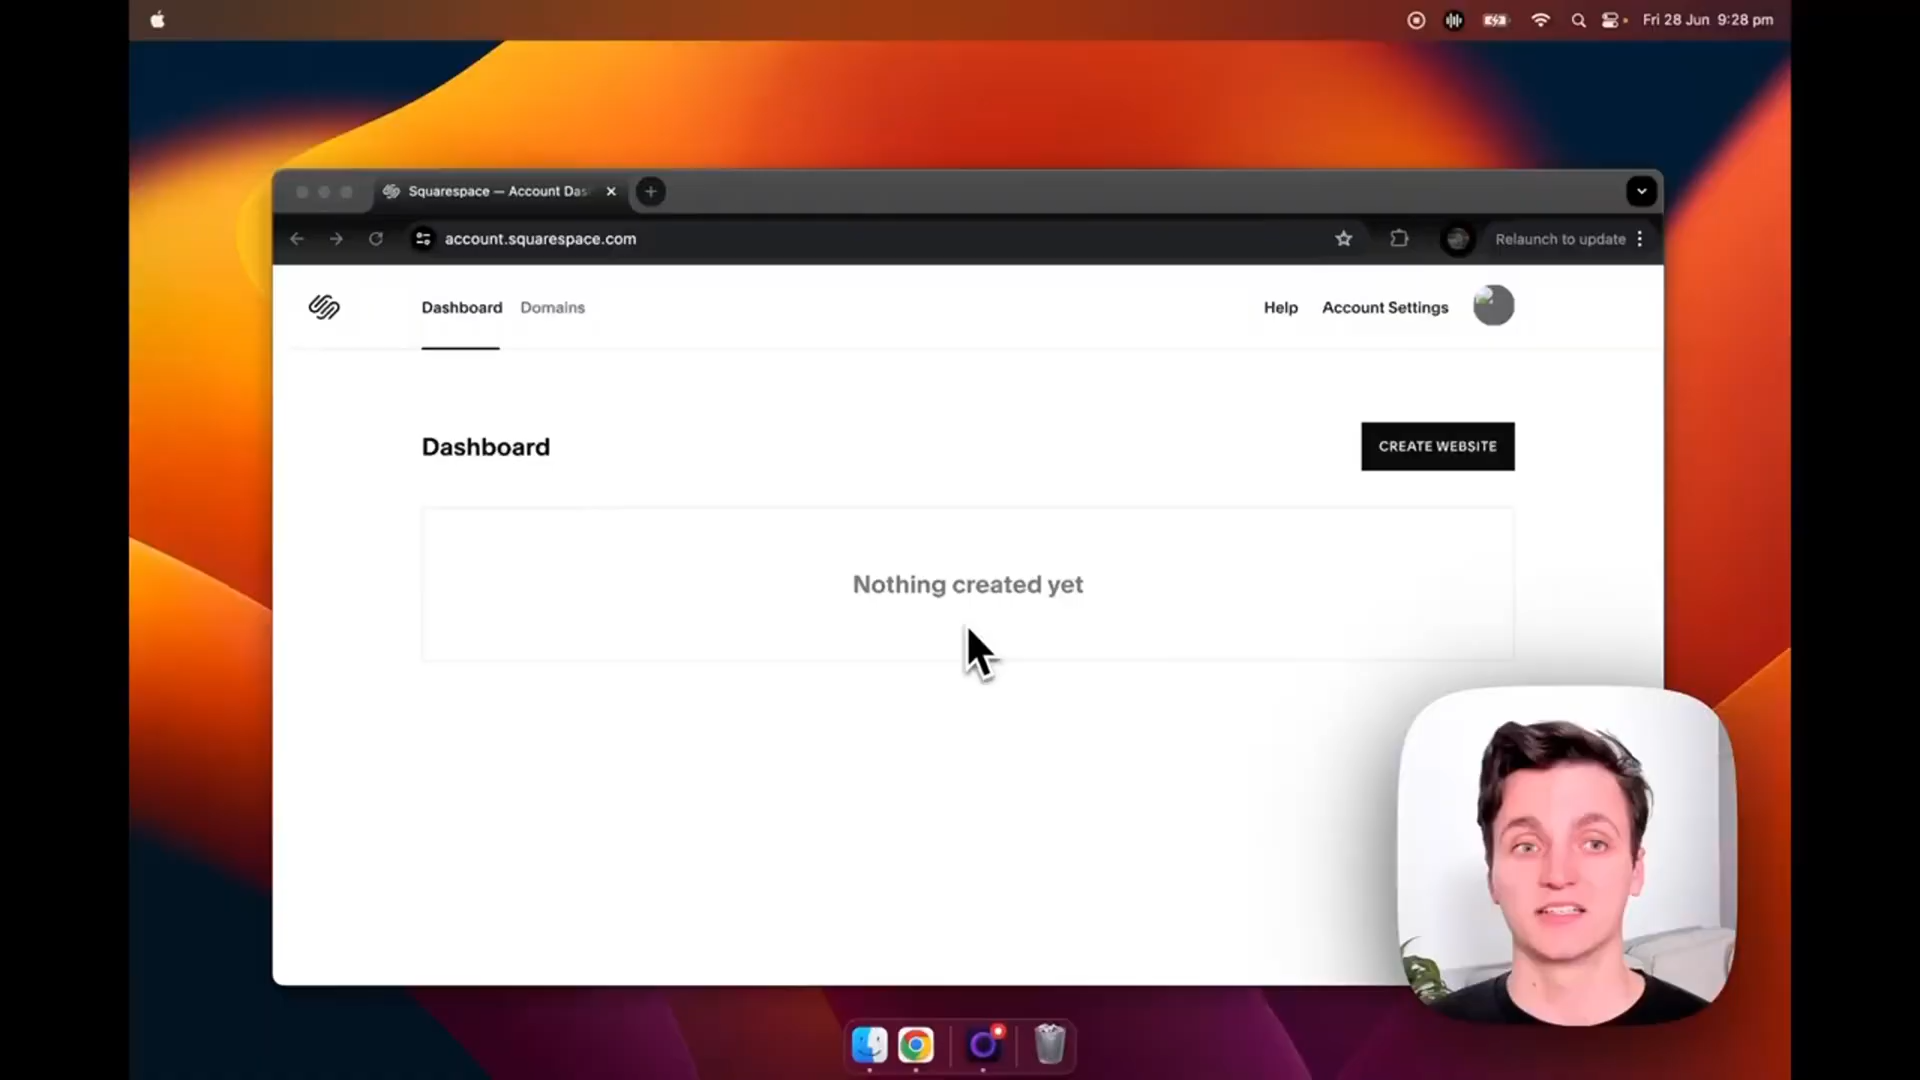 Fri 28 Jun 9:28 pm
Squarespace — Account Das
account.squarespace.com
Relaunch to update
Dashboard Domains
Help Account Settings
Dashboard
CREATE WEBSITE
Nothing created yet